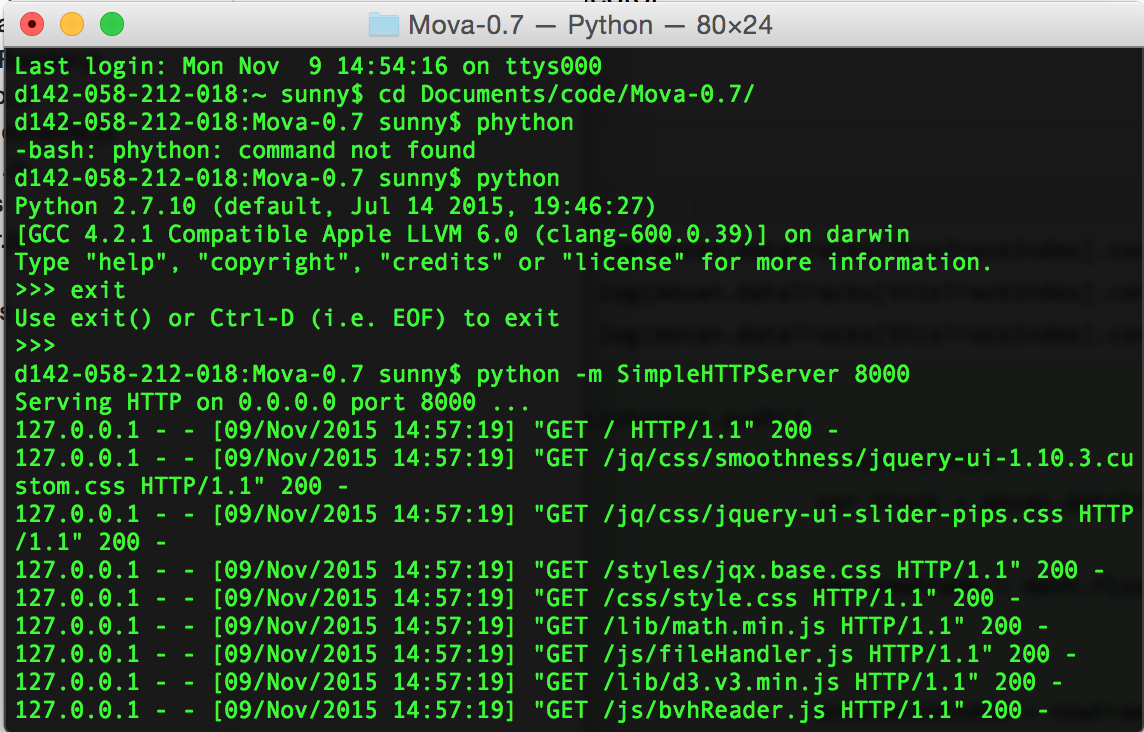 Mova-0.7 — Python — 80×24
Last login: Mon Nov  9 14:54:16 on ttys000
d142-058-212-018:~ sunny$ cd Documents/code/Mova-0.7/
d142-058-212-018:Mova-0.7 sunny$ phython
-bash: phython: command not found
d142-058-212-018:Mova-0.7 sunny$ python
Python 2.7.10 (default, Jul 14 2015, 19:46:27)
[GCC 4.2.1 Compatible Apple LLVM 6.0 (clang-600.0.39)] on darwin
Type "help", "copyright", "credits" or "license" for more information.
>>> exit
Use exit() or Ctrl-D (i.e. EOF) to exit
>>>
d142-058-212-018:Mova-0.7 sunny$ python -m SimpleHTTPServer 8000
Serving HTTP on 0.0.0.0 port 8000 ...
127.0.0.1 - - [09/Nov/2015 14:57:19] "GET / HTTP/1.1" 200 -
127.0.0.1 - - [09/Nov/2015 14:57:19] "GET /jq/css/smoothness/jquery-ui-1.10.3.cu
stom.css HTTP/1.1" 200 -
127.0.0.1 - - [09/Nov/2015 14:57:19] "GET /jq/css/jquery-ui-slider-pips.css HTTP
/1.1" 200 -
127.0.0.1 - - [09/Nov/2015 14:57:19] "GET /styles/jqx.base.css HTTP/1.1" 200 -
127.0.0.1 - - [09/Nov/2015 14:57:19] "GET /css/style.css HTTP/1.1" 200 -
127.0.0.1 - - [09/Nov/2015 14:57:19] "GET /lib/math.min.js HTTP/1.1" 200 -
127.0.0.1 - - [09/Nov/2015 14:57:19] "GET /js/fileHandler.js HTTP/1.1" 200 -
127.0.0.1 - - [09/Nov/2015 14:57:19] "GET /lib/d3.v3.min.js HTTP/1.1" 200 -
127.0.0.1 - - [09/Nov/2015 14:57:19] "GET /js/bvhReader.js HTTP/1.1" 200 -